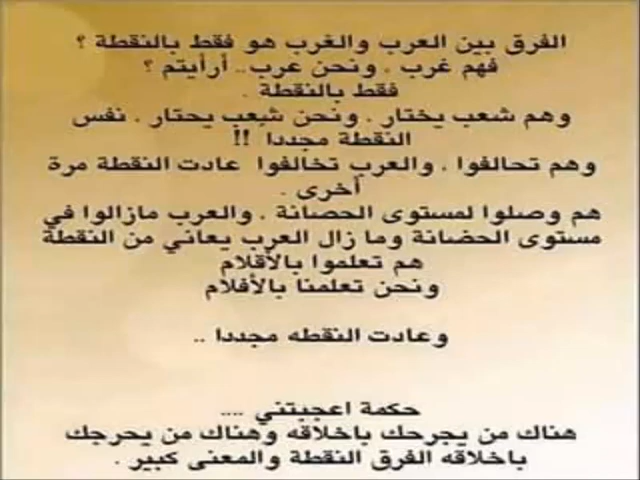 الفرق بين العرب والغرب هو فقط بالنقطة ؟
فهم غرب , ونحن عرب.. أرأيتم ؟
فقط بالنقطة .
وهم شعب يختار , ونحن شعب يحتار , نفس
النقطة مجددا !!
وهم تحالفوا , والعرب تخالفوا عادت النقطة مرة
أخرى .
هم وصلوا لمستوى الحصانة , والعرب مازالوا في
مستوى الحضانة وما زال العرب يعاني من النقطة
هم تعلموا بالأقلام
ونحن تعلمنا بالأفلام
وعادت النقطه مجددا ..
حكمة اعجبتني ....
هناك من يجرحك باخلاقه وهناك من يحرجك
باخلاقه الفرق النقطة والمعنى كبير .